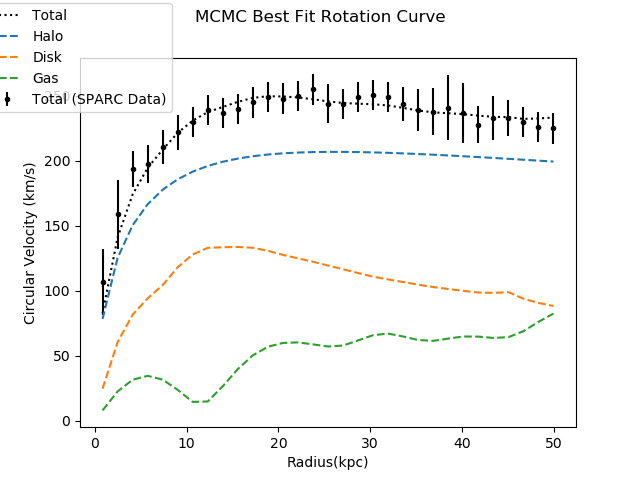 MCMC Best Fit Rotation Curve
Total
Halo
Disk
Gas
Total (SPARC Data)
Circular Velocity (km/s)
250
200
150
100
50
0
0 10 20 30 40 50
Radius(kpc)